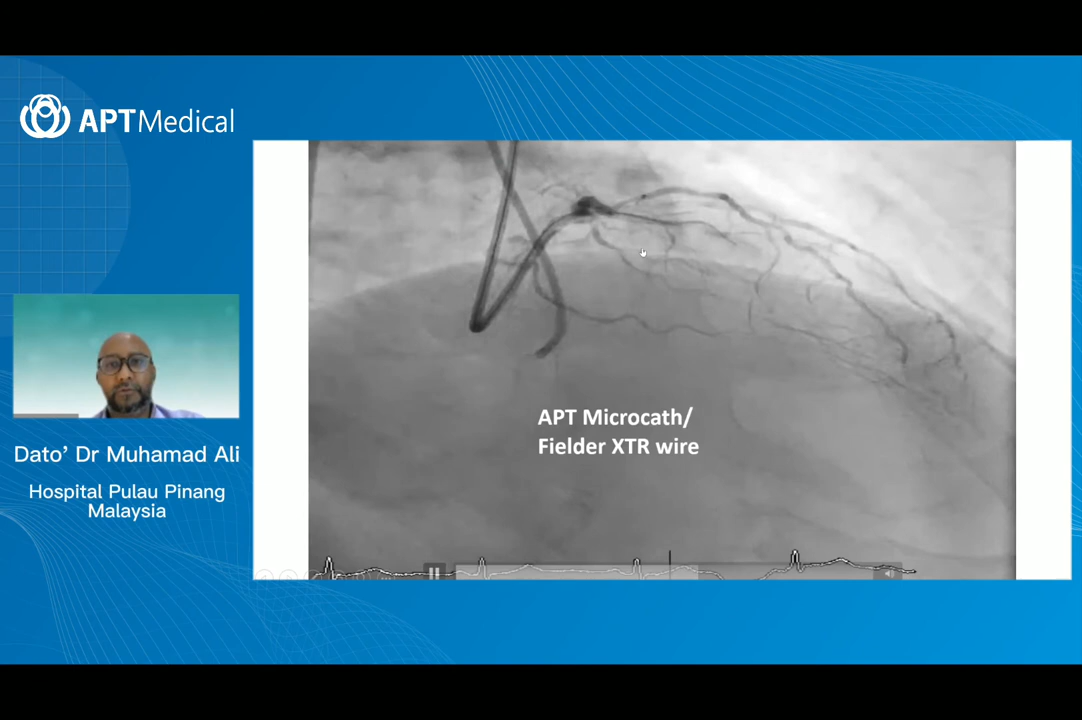 APTMedical
APT Microcath/
Fielder XTR wire
Dato’ Dr Muhamad Ali
Hospital Pulau Pinang
Malaysia